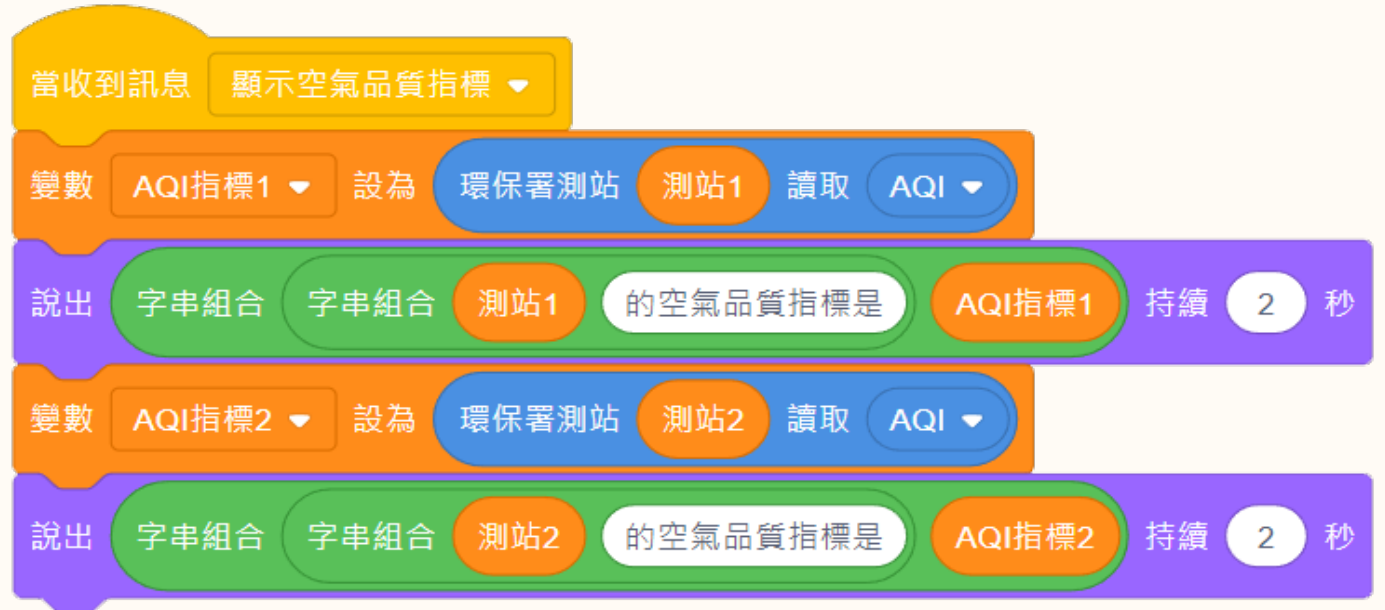 當收到訊息 顯示空氣品質指標
變數 AQI指標1 設為 環保署測站 測站1 讀取 AQI
說出 字串組合 字串組合 測站1 的空氣品質指標是 AQI指標1 持續 2 秒
變數 AQI指標2 設為 環保署測站 測站2 讀取 AQI
說出 字串組合 字串組合 測站2 的空氣品質指標是 AQI指標2 持續 2 秒